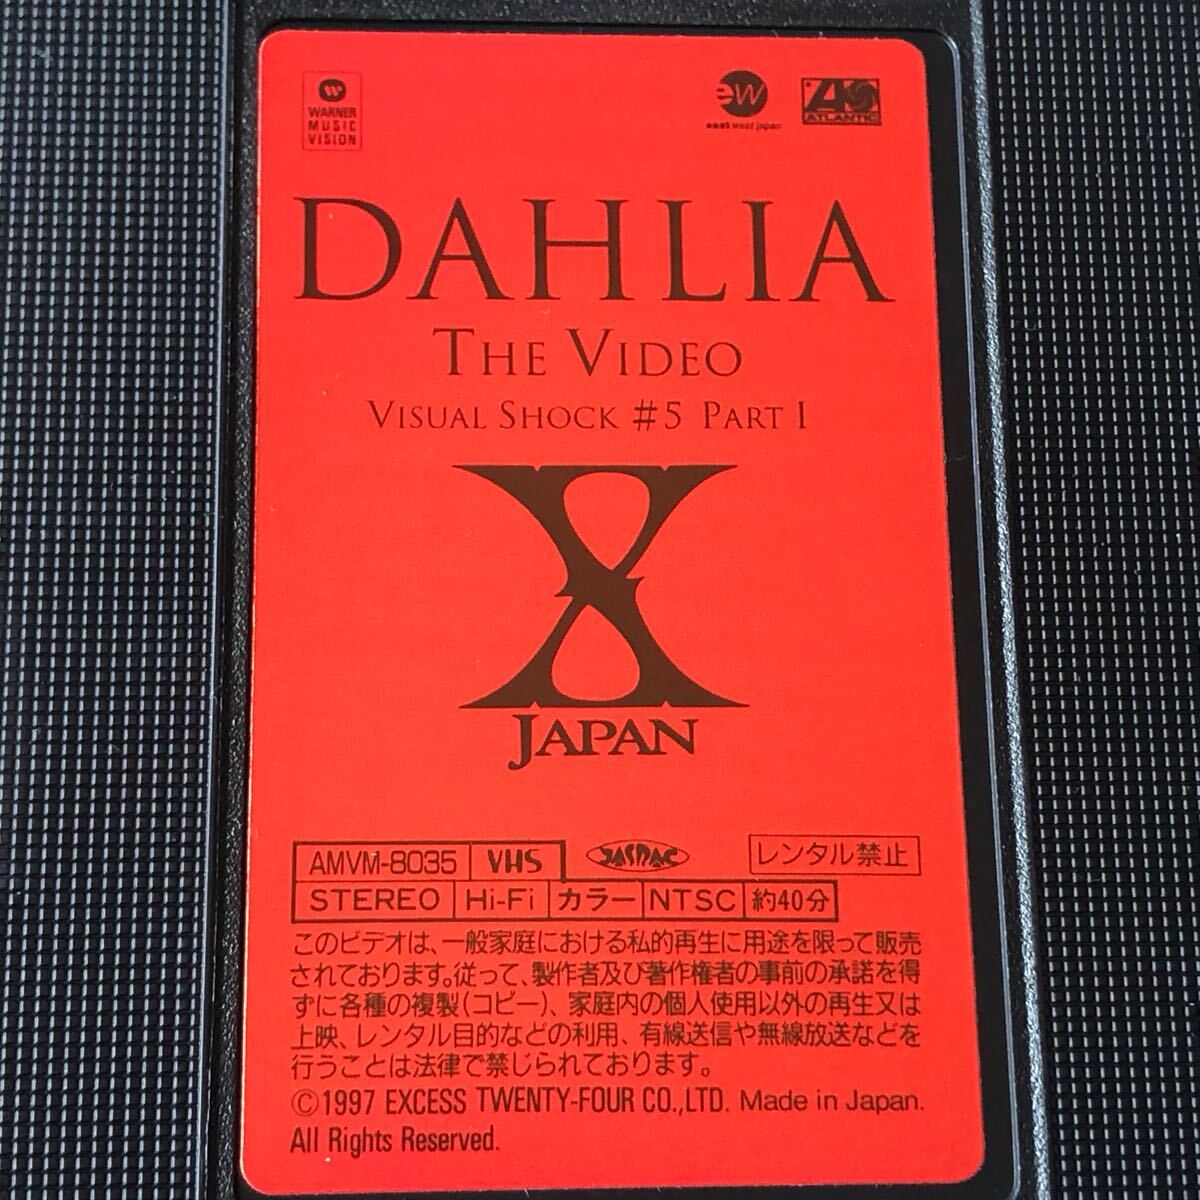 WARNER
MUSIC
VISION
ew
east west japan
ATLANTIC
DAHLIA
THE VIDEO
VISUAL SHOCK #5 PART I
X
JAPAN
AMVM-8035 VHS JASRAC レンタル禁止
STEREO Hi-Fi カラー NTSC 約40分
このビデオは、一般家庭における私的再生に用途を限って販売
されております。従って、製作者及び著作権者の事前の承諾を得
ずに各種の複製(コピー)、家庭内の個人使用以外の再生又は
上映、レンタル目的などの利用、有線送信や無線放送などを
行うことは法律で禁じられております。
©1997 EXCESS TWENTY-FOUR CO.,LTD. Made in Japan.
All Rights Reserved.